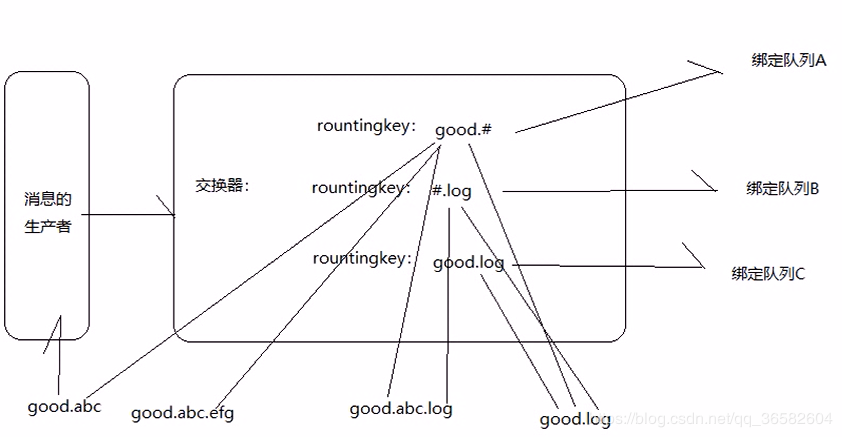 绑定队列A
rountingkey: good.#
消息的
生产者
交换器:
rountingkey: #.log
绑定队列B
rountingkey: good.log
绑定队列C
good.abc
good.abc.efg
good.abc.log
good.log
https://blog.csdn.net/qq_36582604